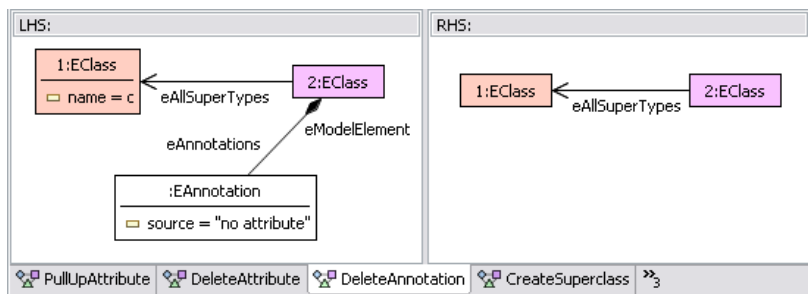 LHS:
1:EClass
name = c
eAllSuperTypes
2:EClass
eAnnotations
eModelElement
:EAnnotation
source = "no attribute"
RHS:
1:EClass
eAllSuperTypes
2:EClass
PullUpAttribute DeleteAttribute DeleteAnnotation CreateSuperclass »3